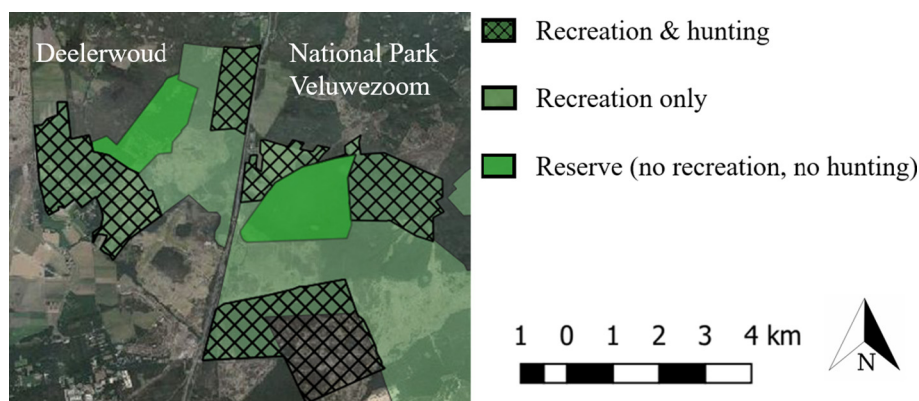 Deelerwoud
National Park
Veluwezoom
Recreation & hunting
Recreation only
Reserve (no recreation, no hunting)
1 0 1 2 3 4 km
N